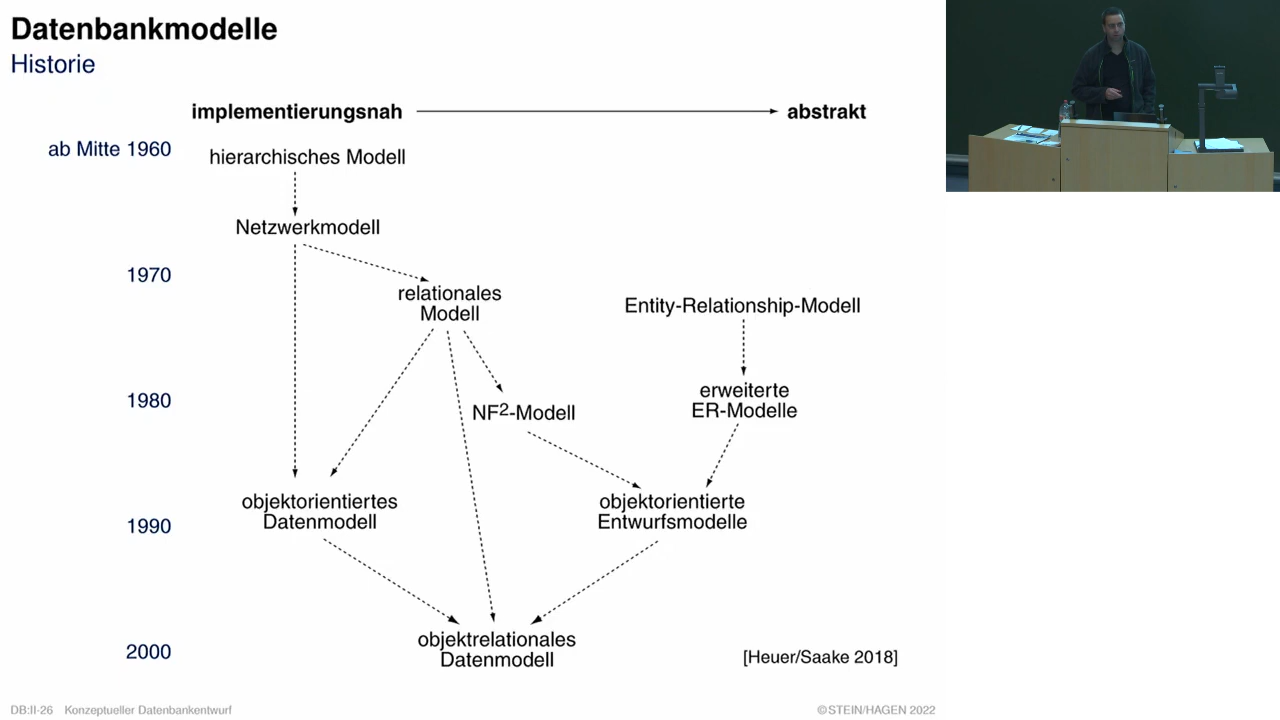 Datenbankmodelle
Historie
implementierungsnah
abstrakt
ab Mitte 1960
hierarchisches Modell
Netzwerkmodell
1970
relationales
Modell
Entity-Relationship-Modell
1980
NF²-Modell
erweiterte
ER-Modelle
objektorientiertes
Datenmodell
objektorientierte
Entwurfsmodelle
1990
objektrelationales
Datenmodell
2000
[Heuer/Saake 2018]
DB:II-26 Konzeptueller Datenbankentwurf
©STEIN/HAGEN 2022